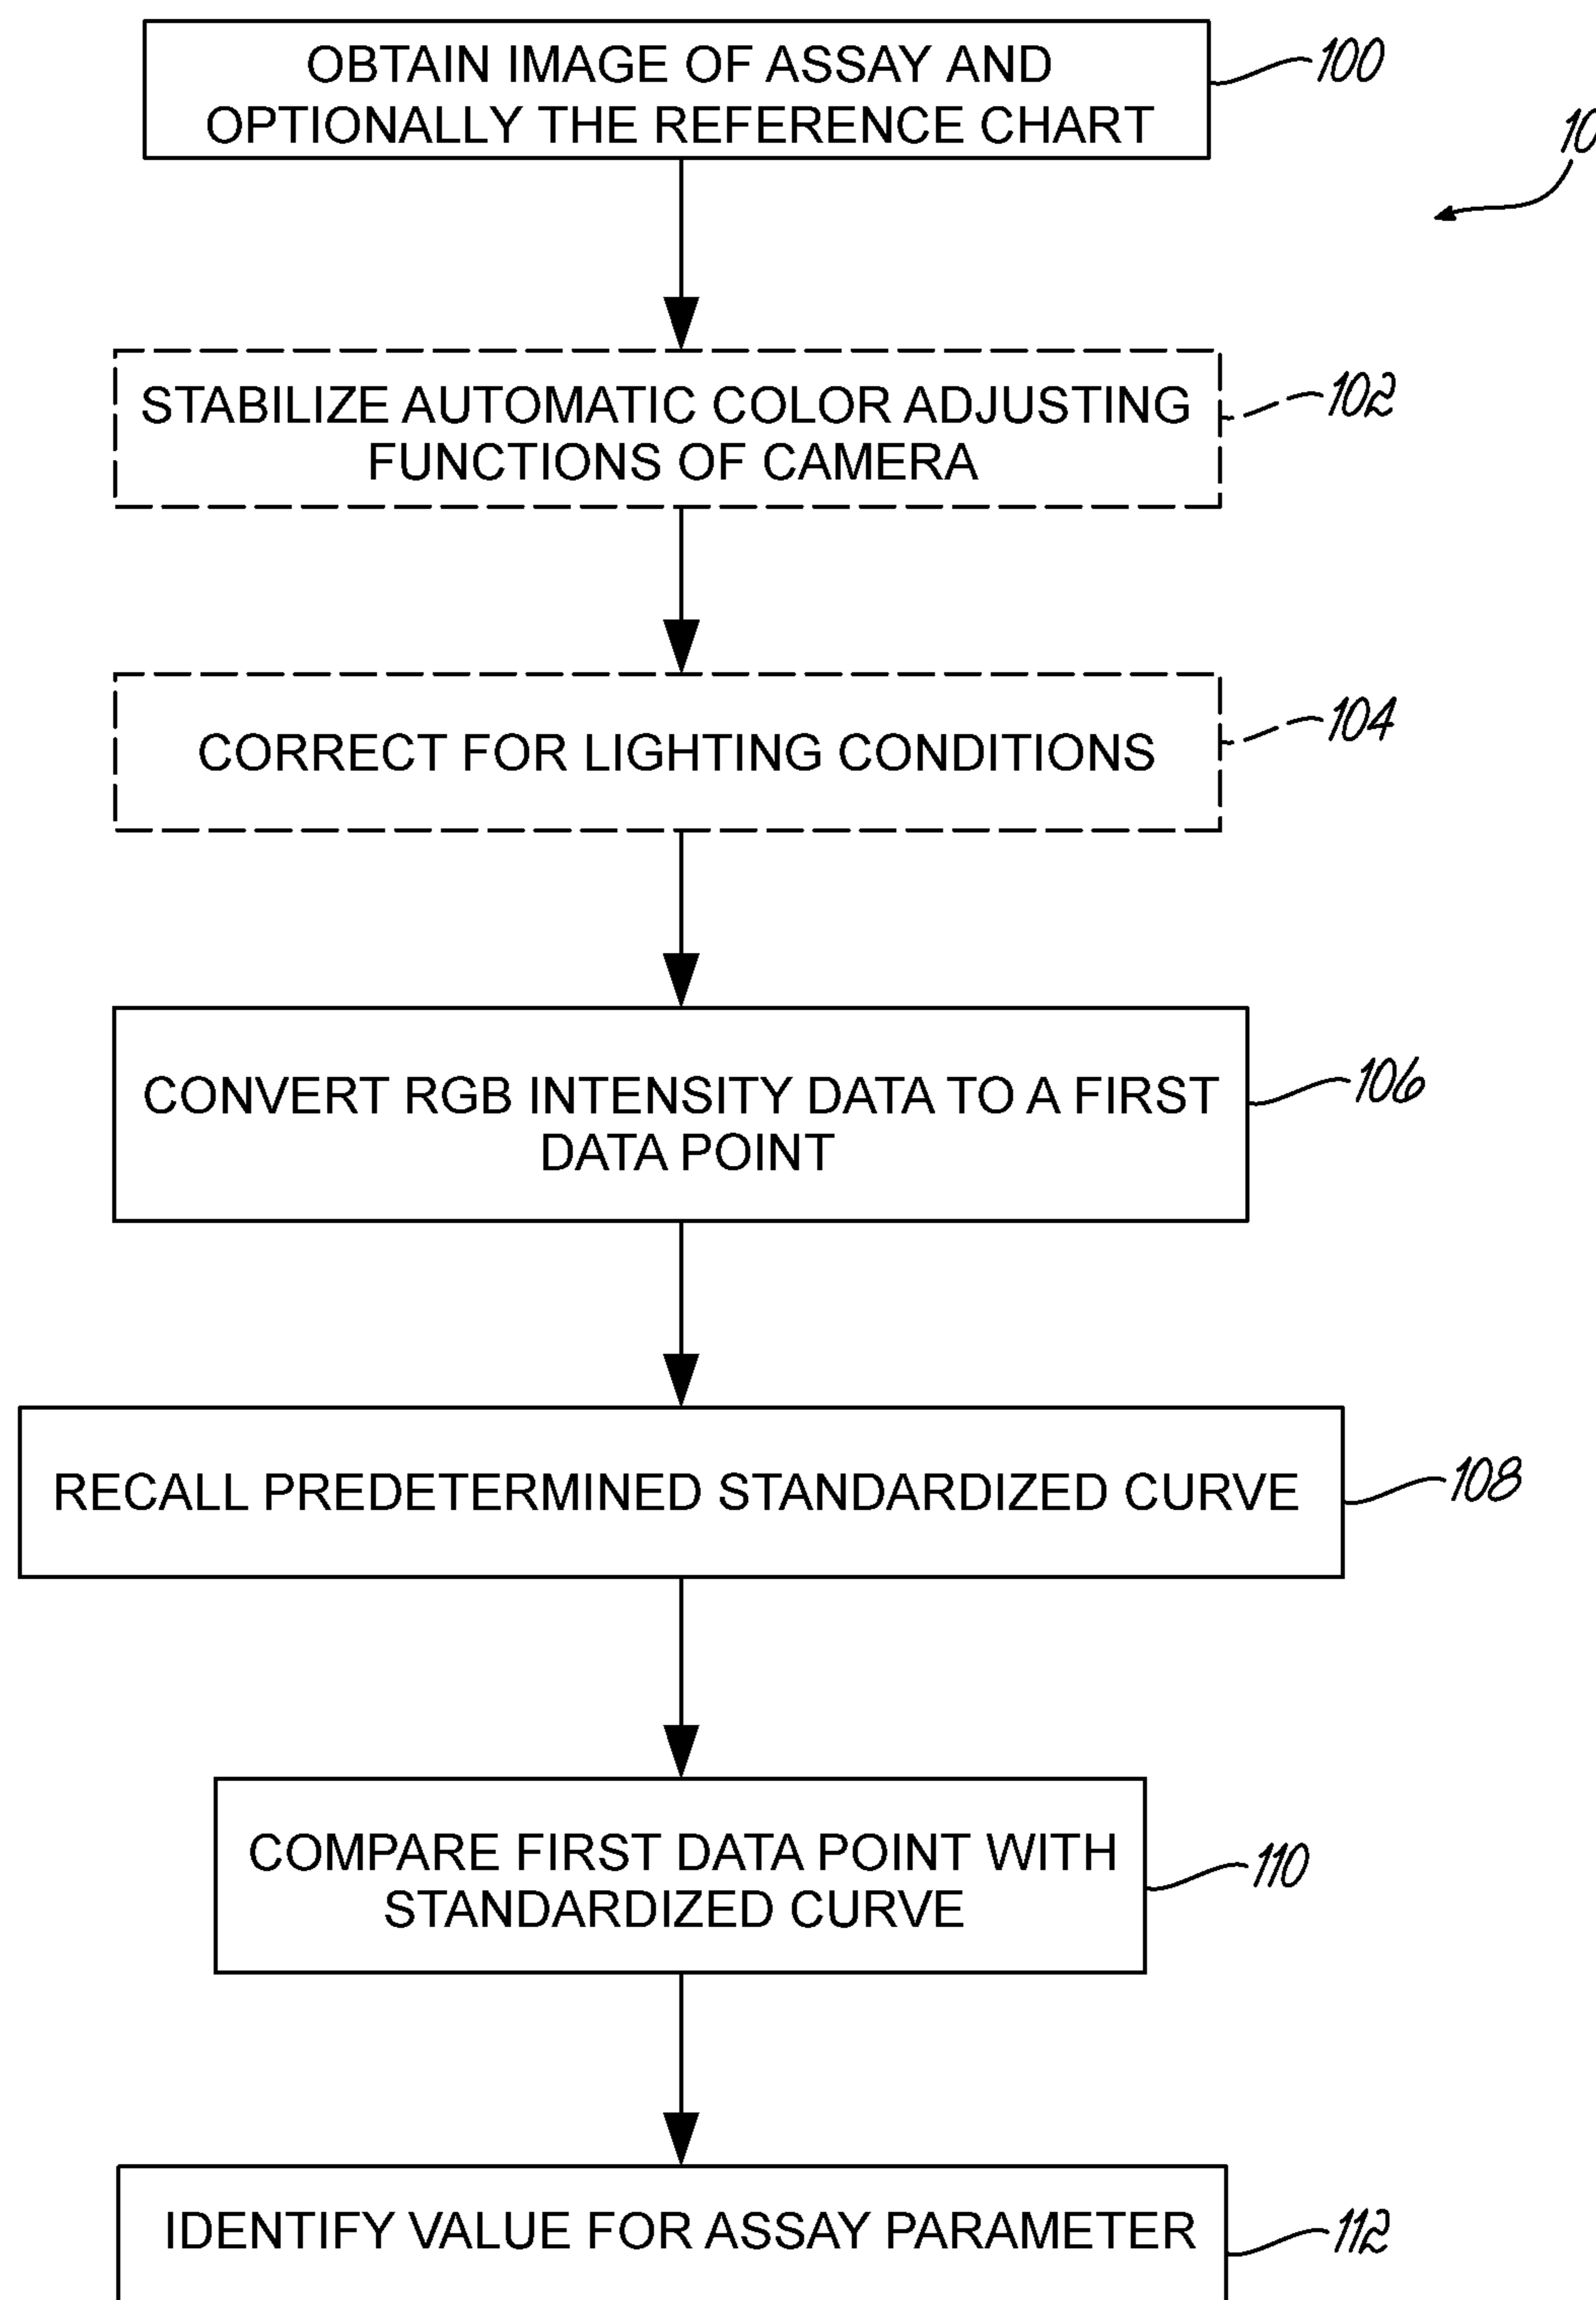 OBTAIN IMAGE OF ASSAY AND
OPTIONALLY THE REFERENCE CHART
100
10
STABILIZE AUTOMATIC COLOR ADJUSTING
FUNCTIONS OF CAMERA
102
CORRECT FOR LIGHTING CONDITIONS
104
CONVERT RGB INTENSITY DATA TO A FIRST
DATA POINT
106
RECALL PREDETERMINED STANDARDIZED CURVE
108
COMPARE FIRST DATA POINT WITH
STANDARDIZED CURVE
110
IDENTIFY VALUE FOR ASSAY PARAMETER
112